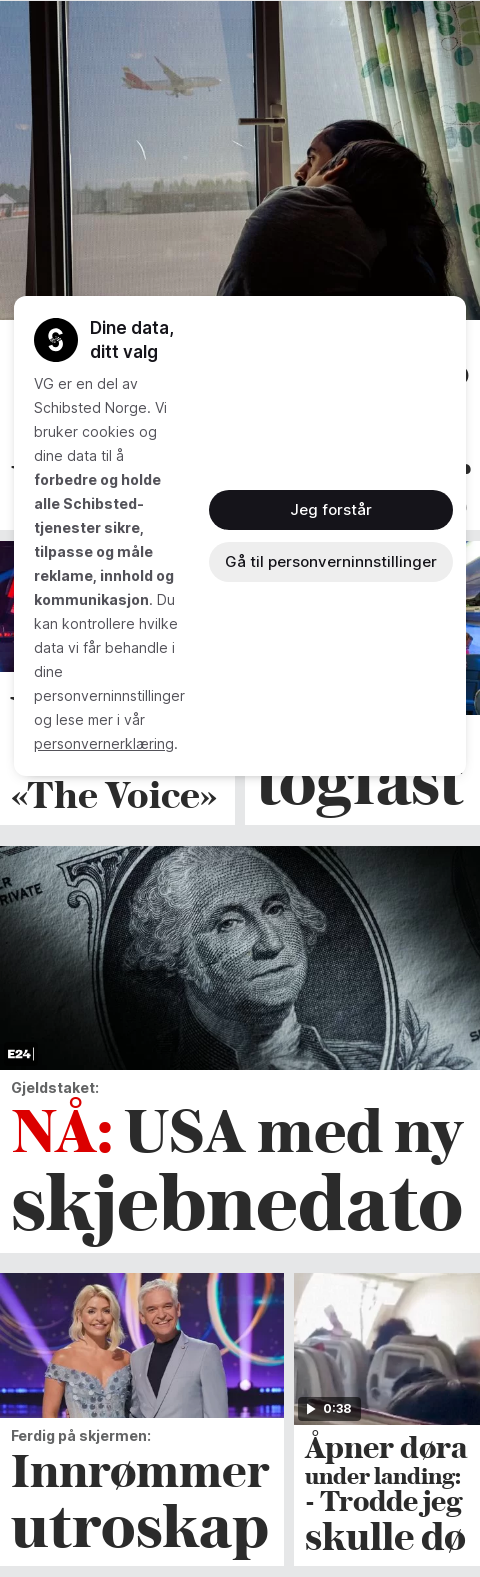 Dine data,
ditt valg
VG er en del av
Schibsted Norge. Vi
bruker cookies og
dine data til å
forbedre og holde
alle Schibsted-
tjenester sikre,
tilpasse og måle
reklame, innhold og
kommunikasjon. Du
kan kontrollere hvilke
data vi får behandle i
dine
personverninnstillinger
og lese mer i vår
personvernerklæring.
Jeg forstår
Gå til personverninnstillinger
«The Voice»
togfast
PRIVATE
E24
Gjeldstaket:
NÅ: USA med ny
skjebnedato
Ferdig på skjermen:
Innrømmer
utroskap
0:38
Åpner døra
under landing:
- Trodde jeg
skulle dø